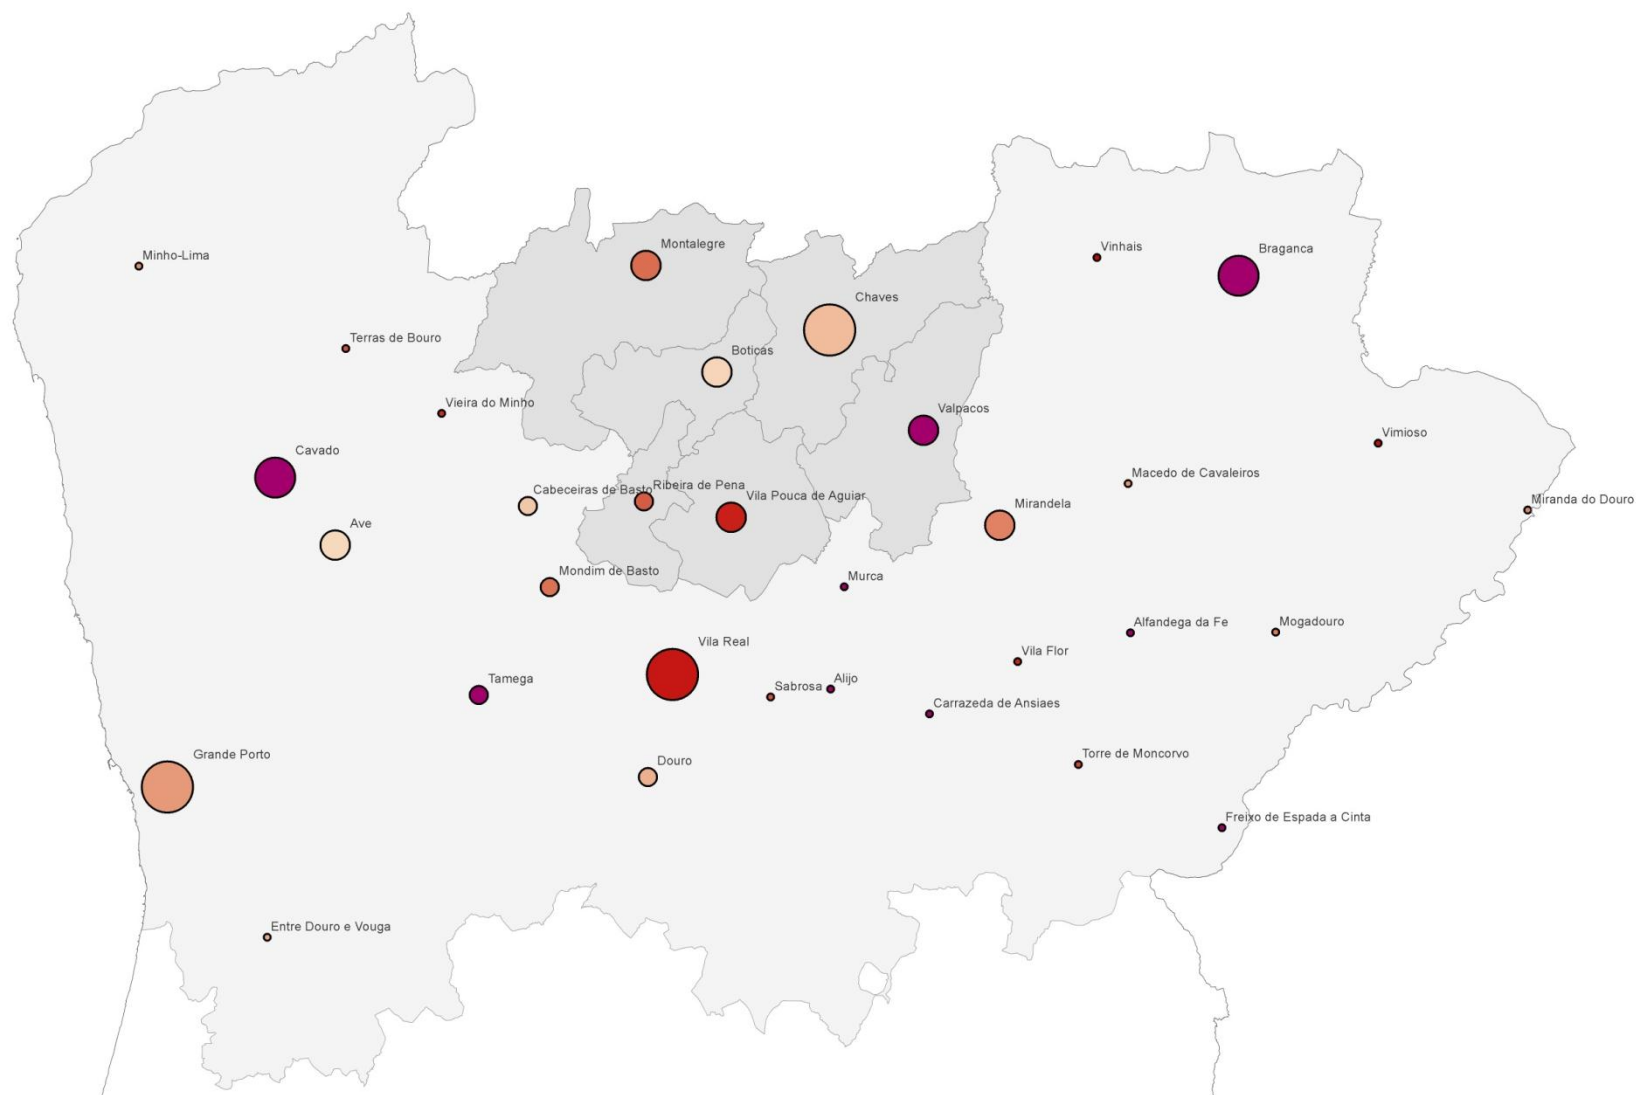 Montalegre
Vinhais
Braganca
Minho-Lima
Chaves
Terras de Bouro
Boticas
Vieira do Minho
Valpacos
Vimioso
Cavado
Macedo de Cavaleiros
Cabeceiras de Basto
Ribeira de Pena
Vila Pouca de Aguiar
Mirandela
Miranda do Douro
Ave
Mondim de Basto
Murca
Alfandega da Fe
Mogadouro
Vila Real
Vila Flor
Tamega
Sabrosa
Alijo
Carrazeda de Ansiaes
Grande Porto
Douro
Torre de Moncorvo
Freixo de Espada a Cinta
Entre Douro e Vouga